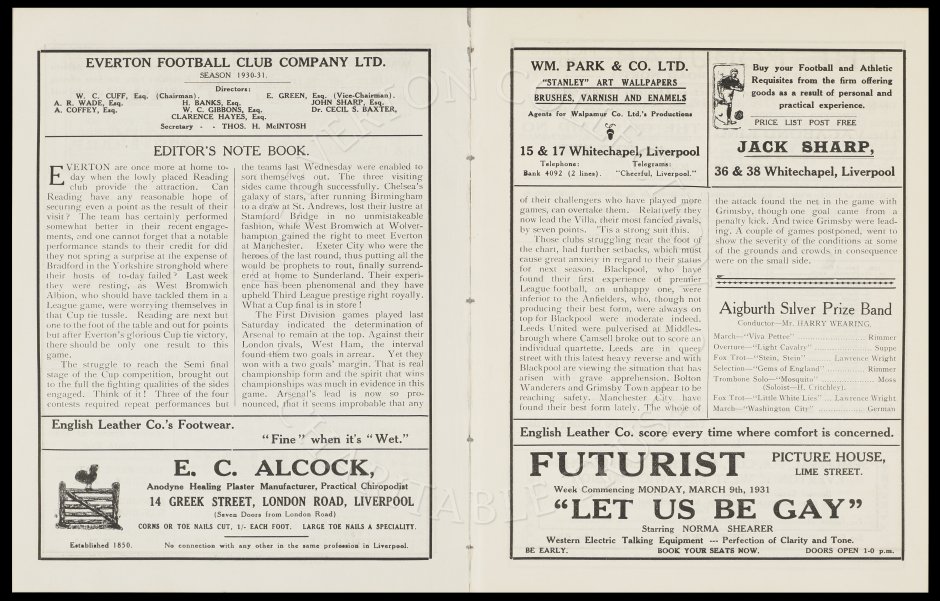 EVERTON FOOTBALL CLUB COMPANY LTD.
SEASON 1930-31.
Directors:
W. C. CUFF, Esq. (Chairman). E. GREEN, Esq. (Vice-Chairman).
A. R. WADE, Esq. H. BANKS, Esq. JOHN SHARP, Esq.
A. COFFEY, Esq. W. C. GIBBONS, Esq. Dr. CECIL S. BAXTER,
CLARENCE HAYES, Esq.
Secretary - - THOS. H. McINTOSH
EDITOR'S NOTE BOOK.
EVERTON are once more at home to-
day when the lowly placed Reading
club provide the attraction. Can
Reading have any reasonable hope of
securing even a point as the result of their
visit? The team has certainly performed
somewhat better in their recent engage-
ments, and one cannot forget that a notable
performance stands to their credit for did
they not spring a surprise at the expense of
Bradford in the Yorkshire stronghold where
their hosts of to-day failed? Last week
they were resting, as West Bromwich
Albion, who should have tackled them in a
League game, were worrying themselves in
that Cup tie tussle. Reading are next but
one to the foot of the table and out for points
but after Everton's glorious Cup tie victory,
there should be only one result to this
game.
The struggle to reach the Semi final
stage of the Cup competition, brought out
to the full the fighting qualities of the sides
engaged. Think of it! Three of the four
contests required repeat performances but
the teams last Wednesday were enabled to
sort themselves out. The three visiting
sides came through successfully. Chelsea's
galaxy of stars, after running Birmingham
to a draw at St. Andrews, lost their lustre at
Stamford Bridge in no unmistakeable
fashion, while West Bromwich at Wolver-
hampton gained the right to meet Everton
at Manchester. Exeter City who were the
heroes of the last round, thus putting all the
would be prophets to rout, finally surrend-
ered at home to Sunderland. Their experi-
ence has been phenomenal and they have
upheld Third League prestige right royally.
What a Cup final is in store!
The First Division games played last
Saturday indicated the determination of
Arsenal to remain at the top. Against their
London rivals, West Ham, the interval
found them two goals in arrear. Yet they
won with a two goals' margin. That is real
championship form and the spirit that wins
championships was much in evidence in this
game. Arsenal's lead is now so pro-
nounced, that it seems improbable that any
English Leather Co.'s Footwear.
"Fine" when it's "Wet."
E. C. ALCOCK,
Anodyne Healing Plaster Manufacturer, Practical Chiropodist
14 GREEK STREET, LONDON ROAD, LIVERPOOL
(Seven Doors from London Road)
CORNS OR TOE NAILS CUT, 1/- EACH FOOT. LARGE TOE NAILS A SPECIALITY.
Established 1850. No connection with any other in the same profession in Liverpool.
WM. PARK & CO. LTD.
"STANLEY" ART WALLPAPERS
BRUSHES, VARNISH AND ENAMELS
Agents for Walpamur Co. Ltd.'s Productions
15 & 17 Whitechapel, Liverpool
Telephone: Telegrams:
Bank 4092 (2 lines). "Cheerful, Liverpool."
Buy your Football and Athletic
Requisites from the firm offering
goods as a result of personal and
practical experience.
PRICE LIST POST FREE
JACK SHARP,
36 & 38 Whitechapel, Liverpool
of their challengers who have played more
games, can overtake them. Relatively they
now lead their their fancied rivals,
by seven points. 'Tis a strong suit this.
Those clubs struggling near the foot of
the chart, had further setbacks, which must
cause great anxiety in regard to their status
for next season. Blackpool, who have
found their first experience of premier
League football, an unhappy one, were
inferior to the Anfielders, who, though not
producing their best form, were always on
top for Blackpool were moderate indeed.
Leeds United were pulverised at Middles-
brough where Camsell broke out to score an
individual quartette. Leeds are in queer
street with this latest heavy reverse and with
Blackpool are viewing the situation that has
arisen with grave apprehension. Bolton
Wanderers and Grimsby Town appear to be
reaching safety. Manchester City have
found their best form lately. The whole of
the attack found the net in the game with
Grimsby, though one goal came from a
penalty kick. And twice Grimsby were lead-
ing. A couple of games postponed, went to
show the severity of the conditions at some
of the grounds and crowds in consequence
were on the small side.
Aigburth Silver Prize Band
Conductor—Mr. HARRY WEARING.
March—"Viva Pettee" Rimmer
Overture—"Light Cavalry" Suppe
Fox Trot—"Stein, Stein" Lawrence Wright
Selection—"Gems of England" Rimmer
Trombone Solo—"Mosquito" Moss
(Soloist—H. Critchley).
Fox Trot—"Little White Lies" Lawrence Wright
March—"Washington City" German
English Leather Co. score every time where comfort is concerned.
FUTURIST PICTURE HOUSE,
LIME STREET.
Week Commencing MONDAY, MARCH 9th, 1931
"LET US BE GAY"
Starring NORMA SHEARER
Western Electric Talking Equipment --- Perfection of Clarity and Tone.
BE EARLY. BOOK YOUR SEATS NOW. DOORS OPEN 1-0 p.m.